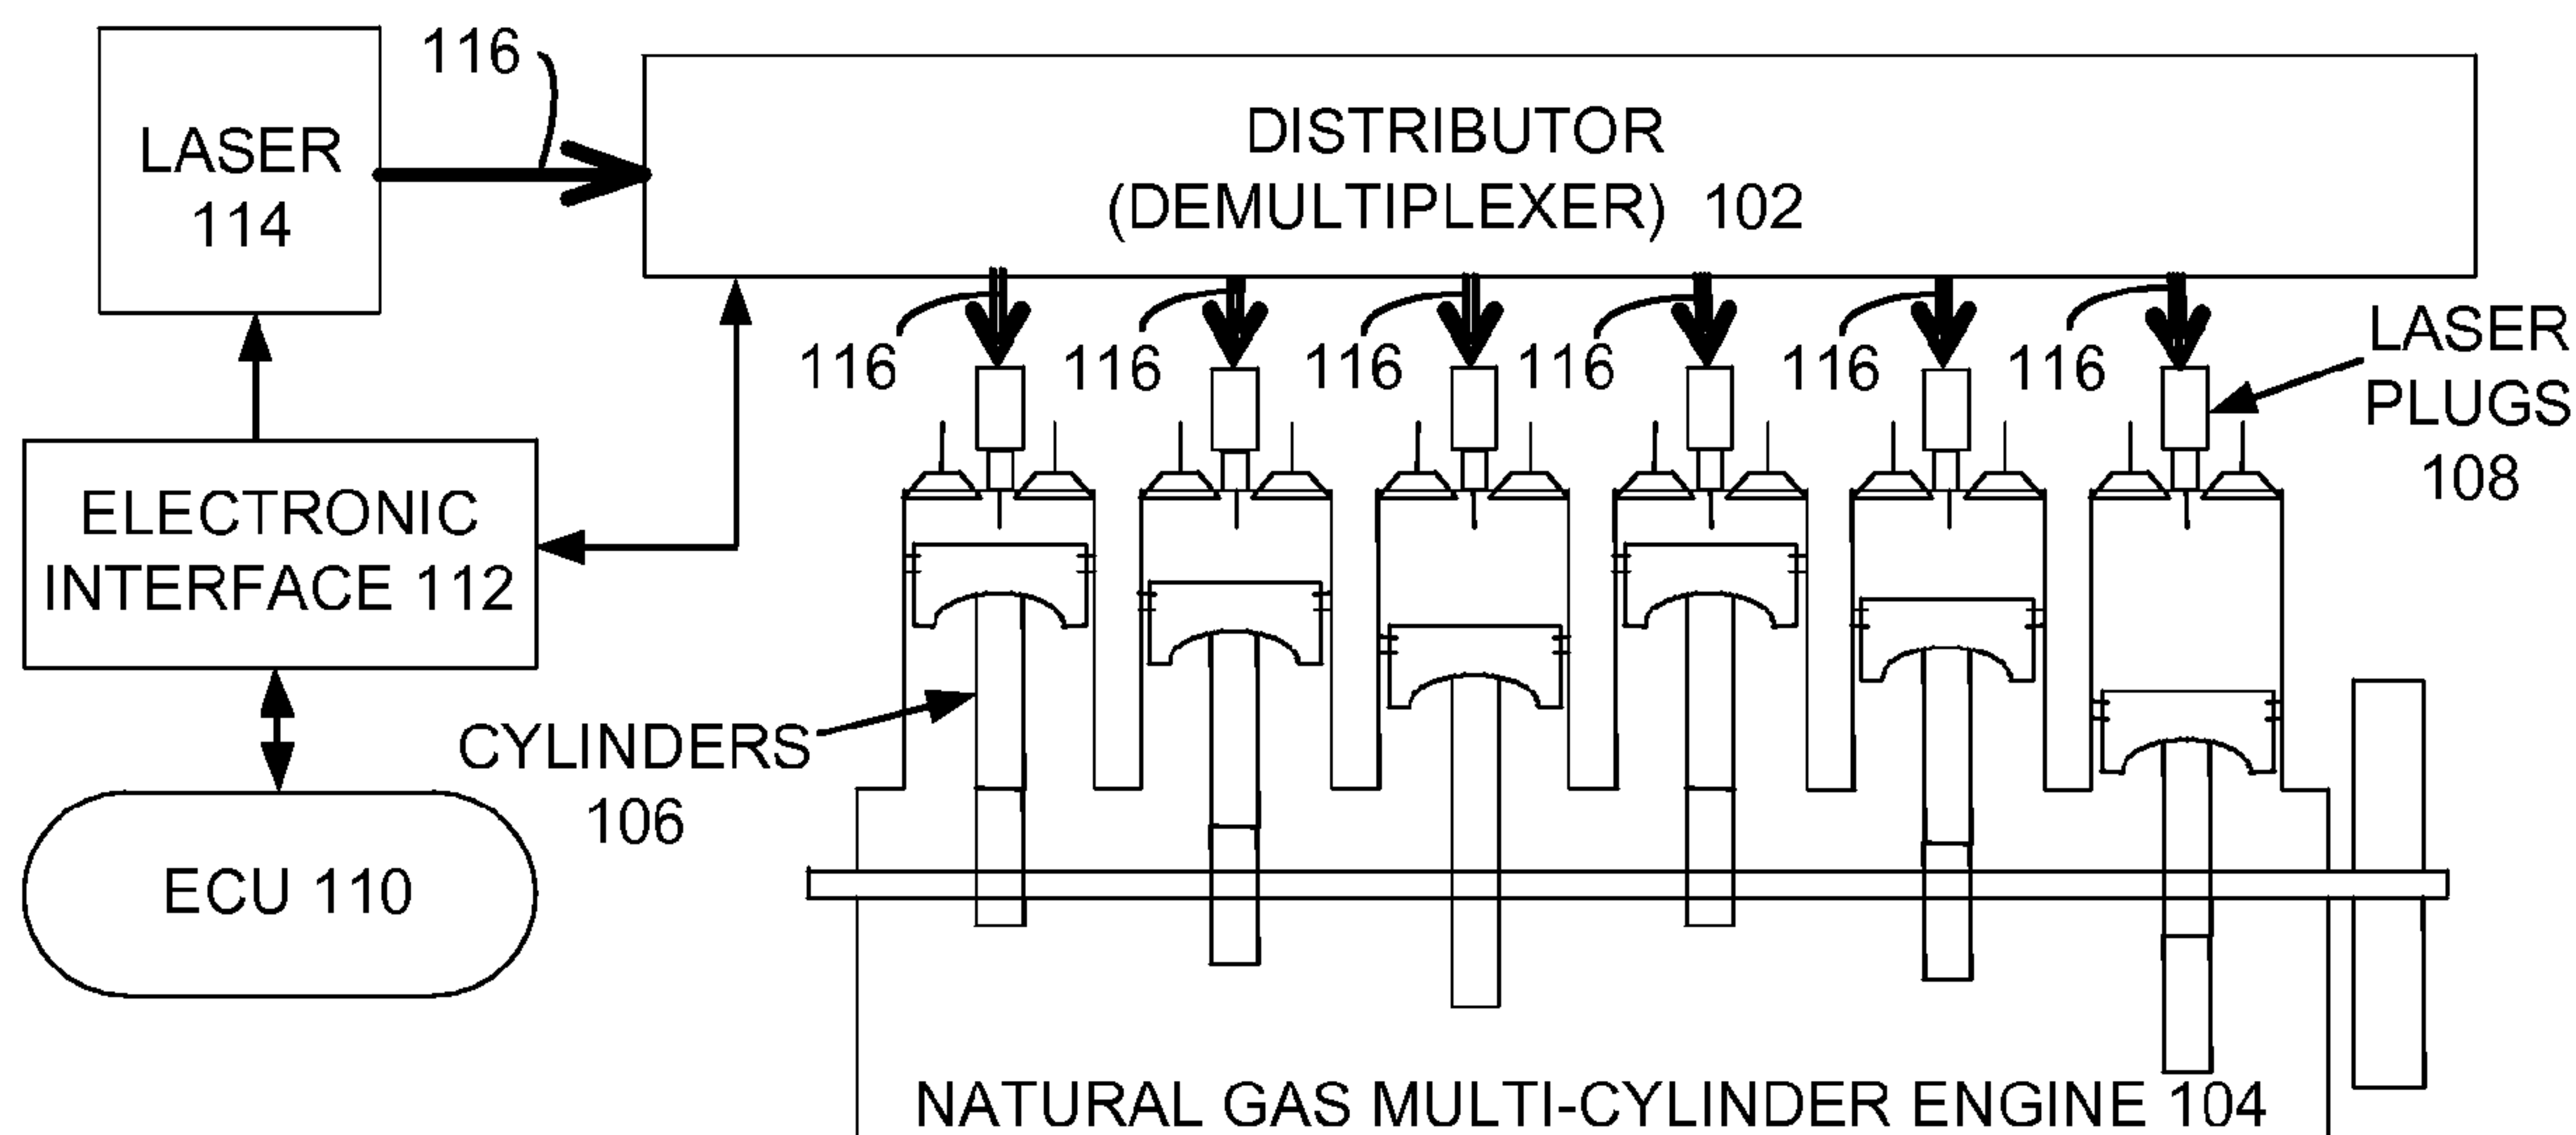 116
LASER
114
DISTRIBUTOR
(DEMULTIPLEXER) 102
116
116
116
116
116
116
LASER
PLUGS
108
ELECTRONIC
INTERFACE 112
CYLINDERS
106
ECU 110
NATURAL GAS MULTI-CYLINDER ENGINE 104